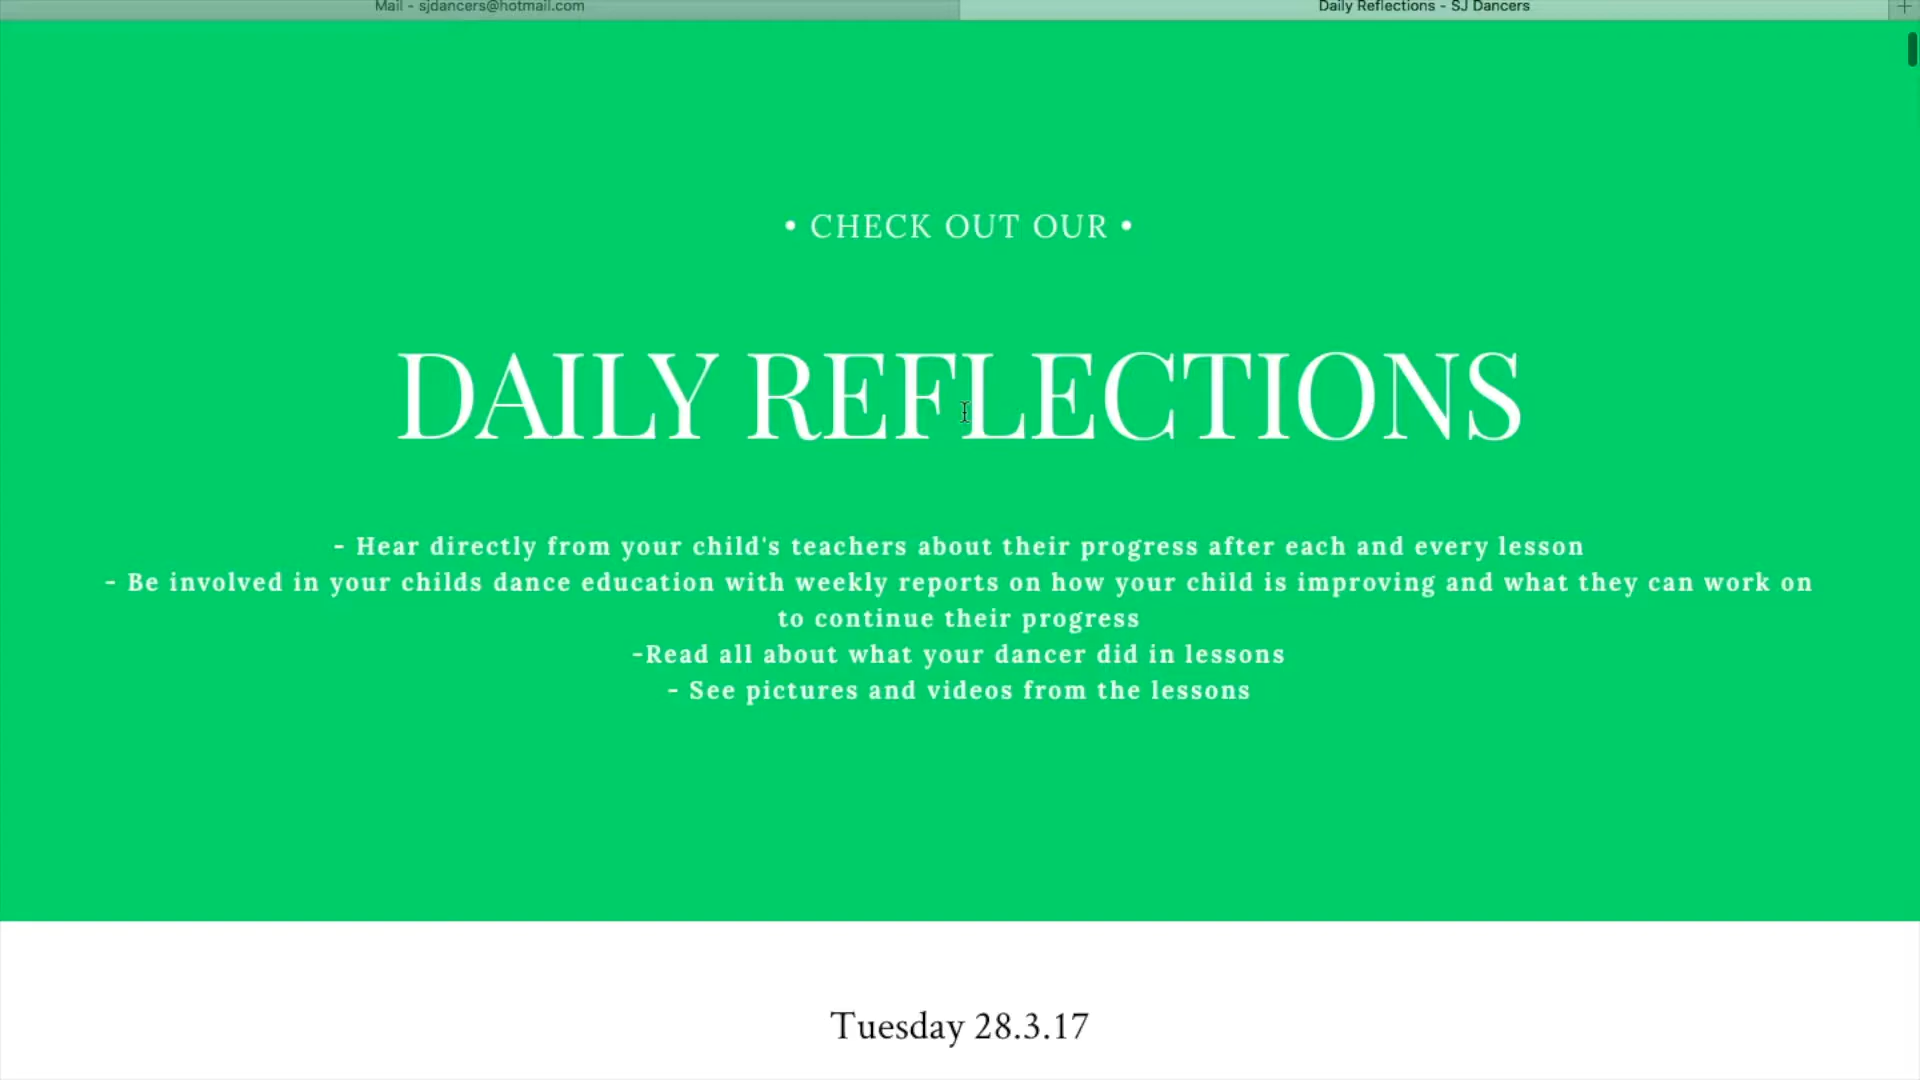 Mail - sjdancers@hotmail.com
Daily Reflections - SJ Dancers
• CHECK OUT OUR •
DAILY REFLECTIONS
- Hear directly from your child's teachers about their progress after each and every lesson
- Be involved in your childs dance education with weekly reports on how your child is improving and what they can work on
to continue their progress
-Read all about what your dancer did in lessons
- See pictures and videos from the lessons
Tuesday 28.3.17